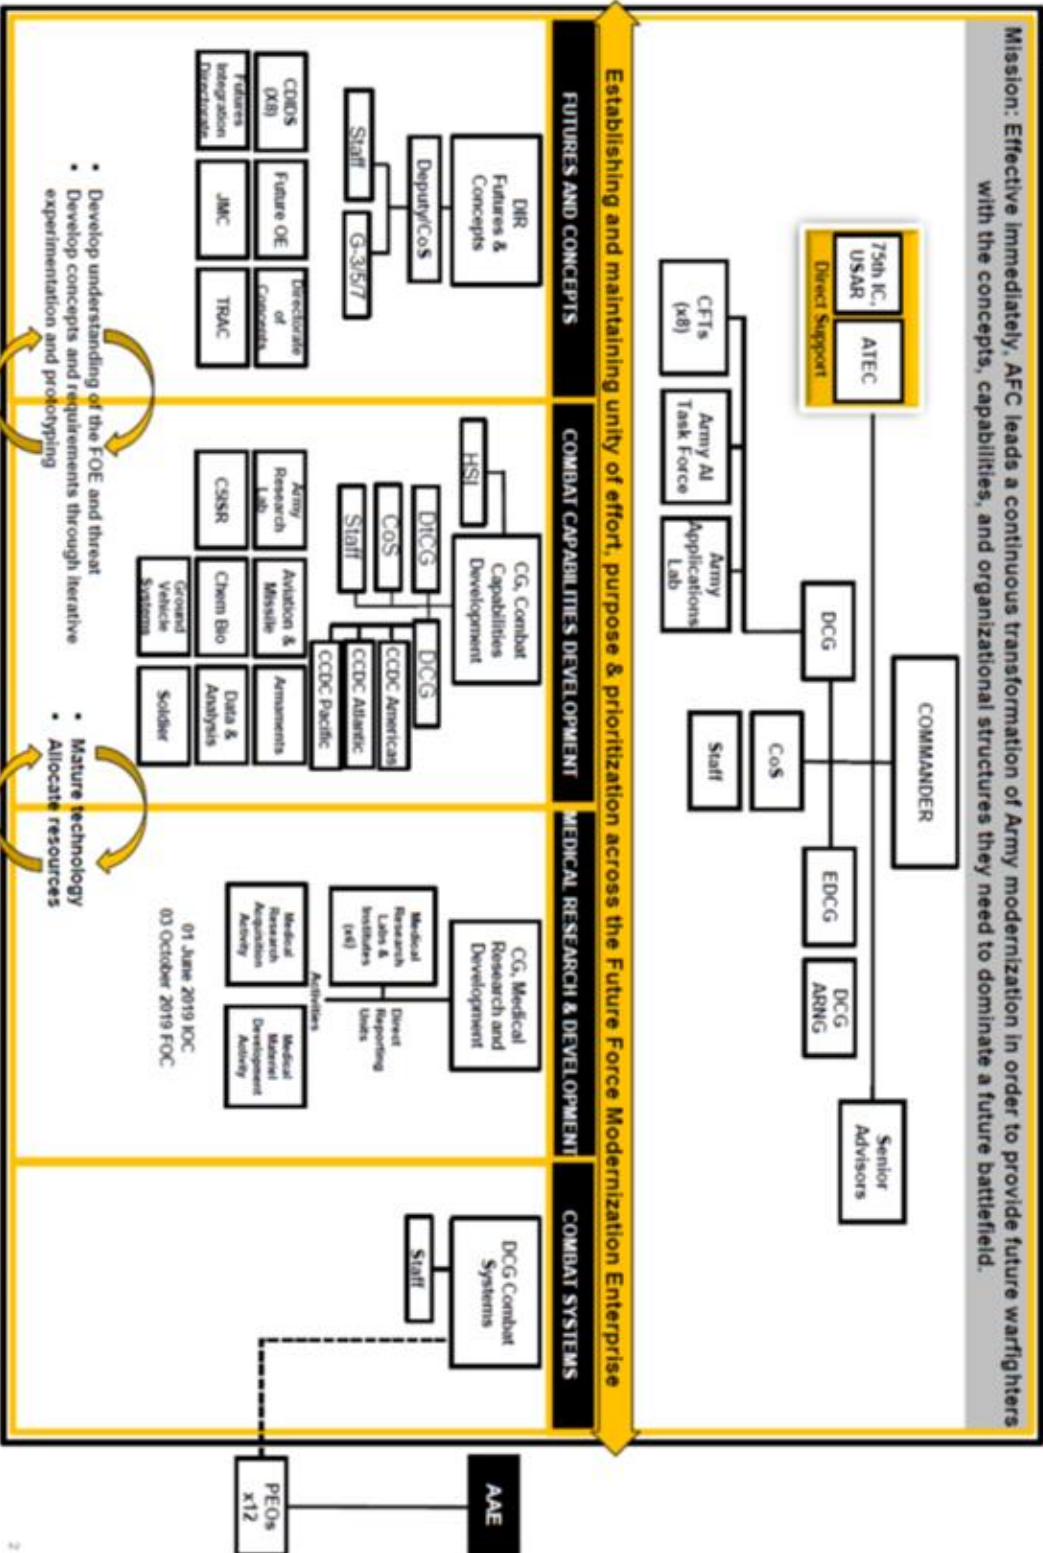 Mission: Effective immediately, AFC leads a continuous transformation of Army modernization in order to provide future warfighters
with the concepts, capabilities, and organizational structures they need to dominate a future battlefield.
COMMANDER
75th IC,
USAR
ATEC
Direct Support
Senior
Advisors
DCG
EDCG
DCG
ARNG
CoS
Staff
CFTs
(x8)
Army AI
Task Force
Army
Applications
Lab
Establishing and maintaining unity of effort, purpose & prioritization across the Future Force Modernization Enterprise
FUTURES AND CONCEPTS
DIR
Futures &
Concepts
Deputy/CoS
Staff
G-3/5/7
CDIDS
(X8)
Future OE
Directorate
of
Concepts
Futures
Integration
Directorate
JMC
TRAC
COMBAT CAPABILITIES DEVELOPMENT
CG, Combat
Capabilities
Development
HSI
DtCG
DCG
CoS
Staff
CCDC Americas
CCDC Atlantic
CCDC Pacific
Army
Research
Lab
Aviation &
Missile
Armaments
C5ISR
Chem Bio
Data &
Analysis
Ground
Vehicle
Systems
Soldier
MEDICAL RESEARCH & DEVELOPMENT
CG, Medical
Research and
Development
Medical
Research
Labs &
Institutes
(x6)
Direct
Reporting
Units
Activities
Medical
Research
Acquisition
Activity
Medical
Materiel
Development
Activity
01 June 2019 IOC
03 October 2019 FOC
COMBAT SYSTEMS
DCG Combat
Systems
Staff
AAE
PEOs
x12
• Develop understanding of the FOE and threat
• Develop concepts and requirements through iterative
experimentation and prototyping
• Mature technology
• Allocate resources
2